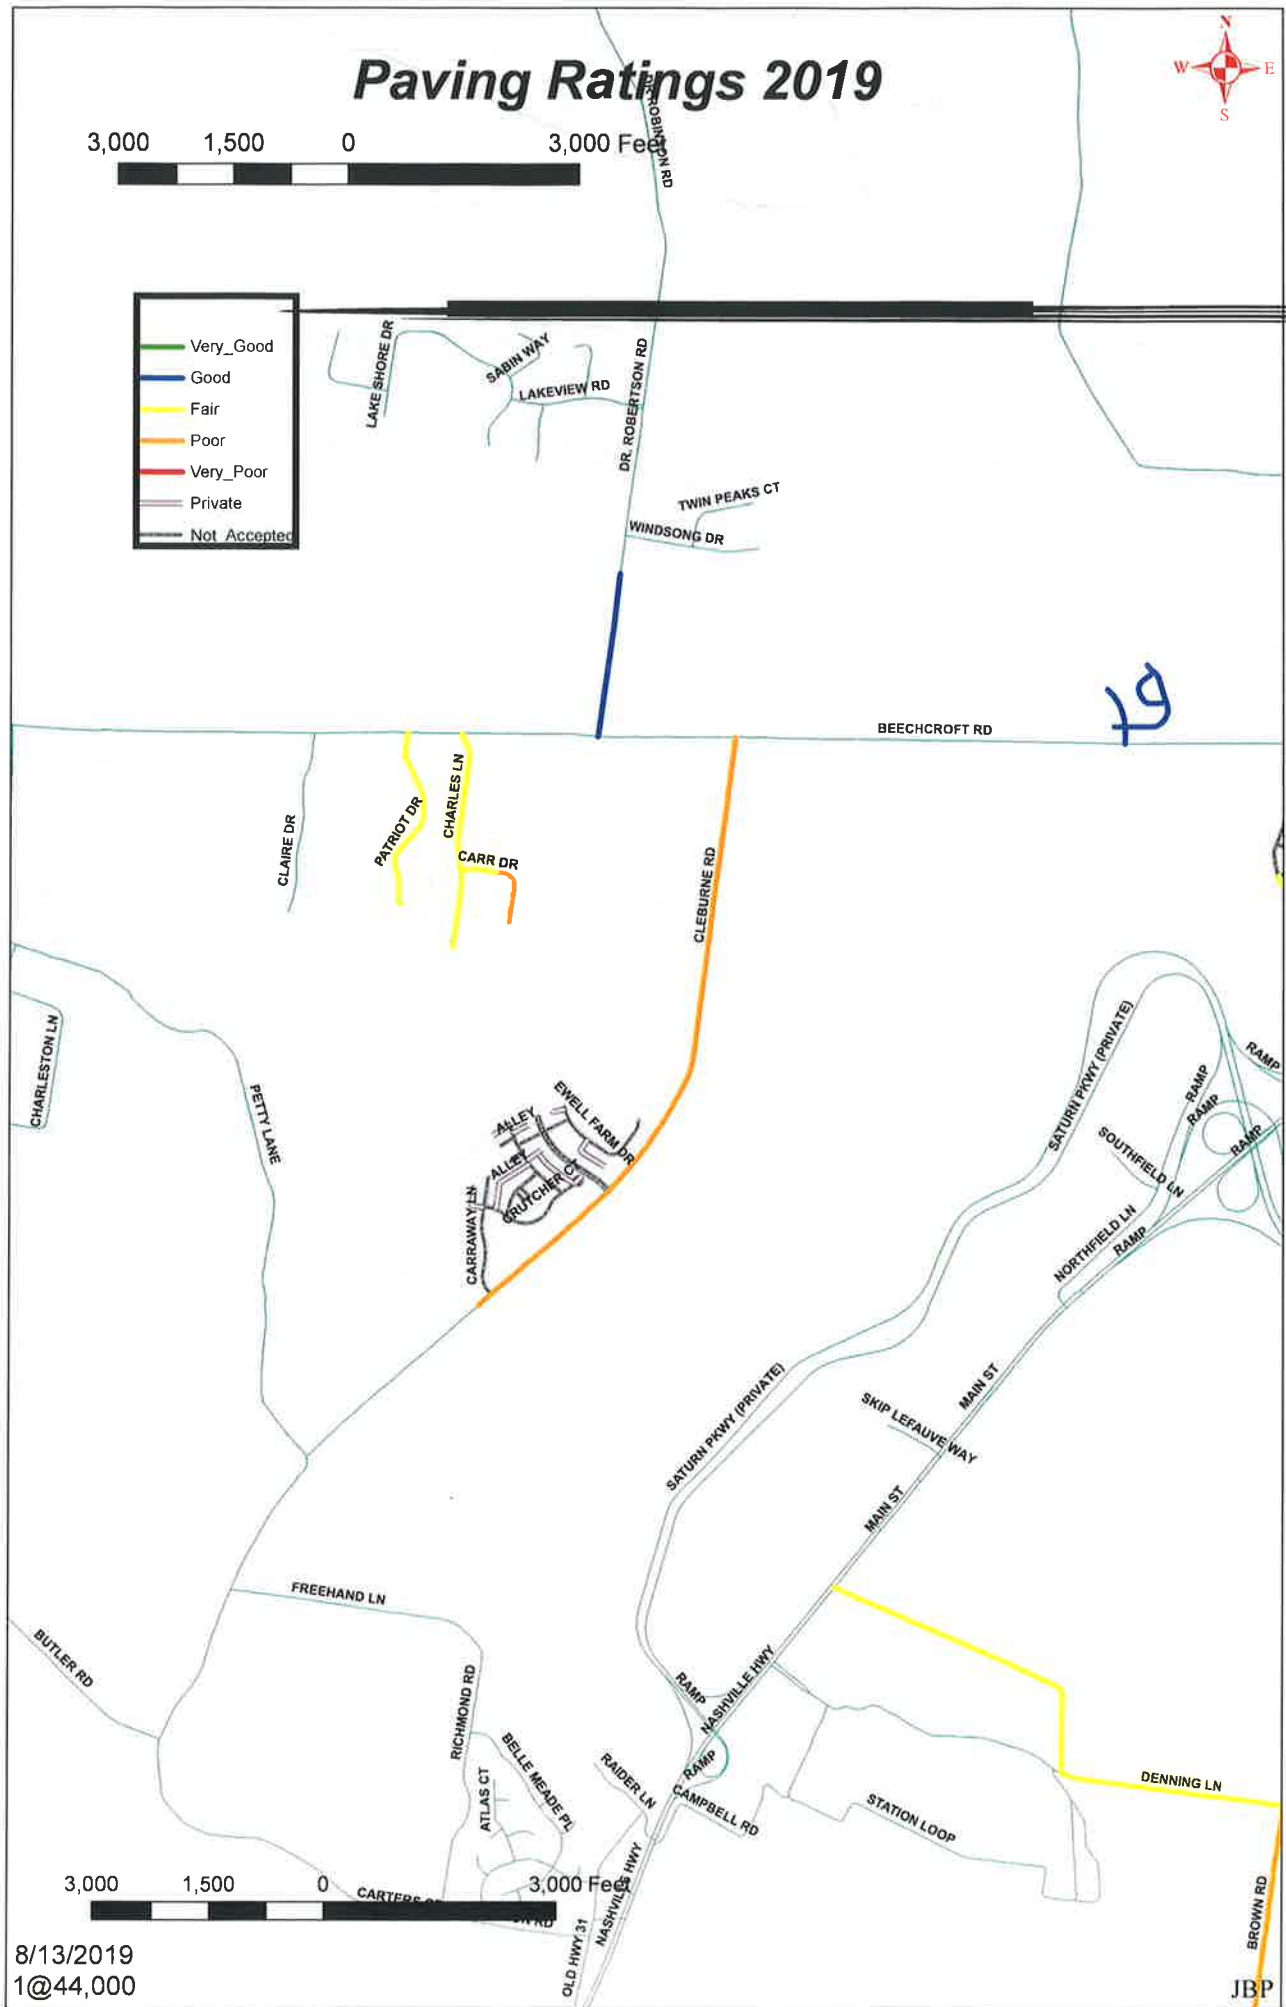 Paving Ratings 2019
N
W E
S
3,000 1,500 0 3,000 Feet
Very_Good
Good
Fair
Poor
Very_Poor
Private
Not_Accepted
LAKE SHORE DR
SABIN WAY
LAKEVIEW RD
DR. ROBERTSON RD
TWIN PEAKS CT
WINDSONG DR
BEECHCROFT RD
CLAIRE DR
PATRIOT DR
CHARLES LN
CARR DR
CLEBURNE RD
CHARLESTON LN
PETTY LANE
ALLEY
EWELL FARM DR
ALLEY
CRUTCHER CT
CARRAWAY LN
SATURN PKWY (PRIVATE)
RAMP
RAMP
RAMP
RAMP
SOUTHFIELD LN
NORTHFIELD LN
RAMP
SATURN PKWY (PRIVATE)
MAIN ST
SKIP LEFAUVE WAY
MAIN ST
FREEHAND LN
BUTLER RD
RICHMOND RD
BELLE MEADE PL
ATLAS CT
RAMP
NASHVILLE HWY
RAMP
RAIDER LN
CAMPBELL RD
STATION LOOP
DENNING LN
BROWN RD
NASHVILLE HWY
OLD HWY 31
CARTERS
RD
3,000 1,500 0 3,000 Feet
8/13/2019
1@44,000
JBP